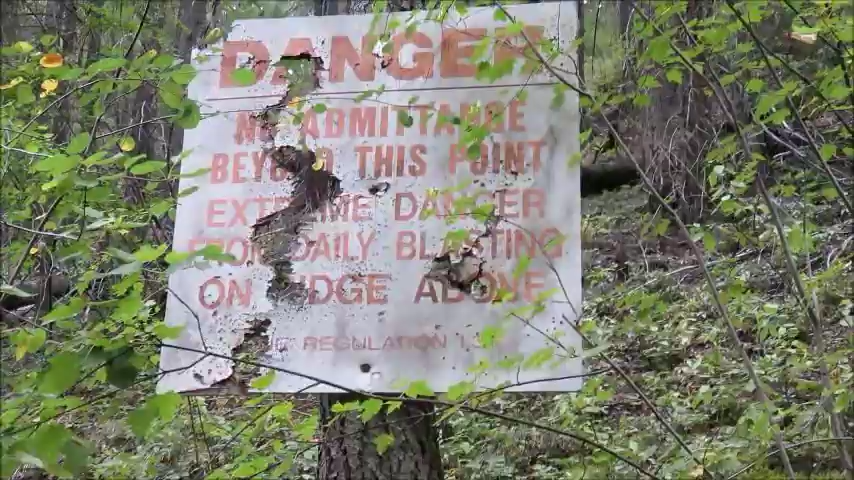 DANGER
NO ADMITTANCE
BEYOND THIS POINT
EXTREME DANGER
FROM DAILY BLASTING
ON RIDGE ABOVE
REGULATION